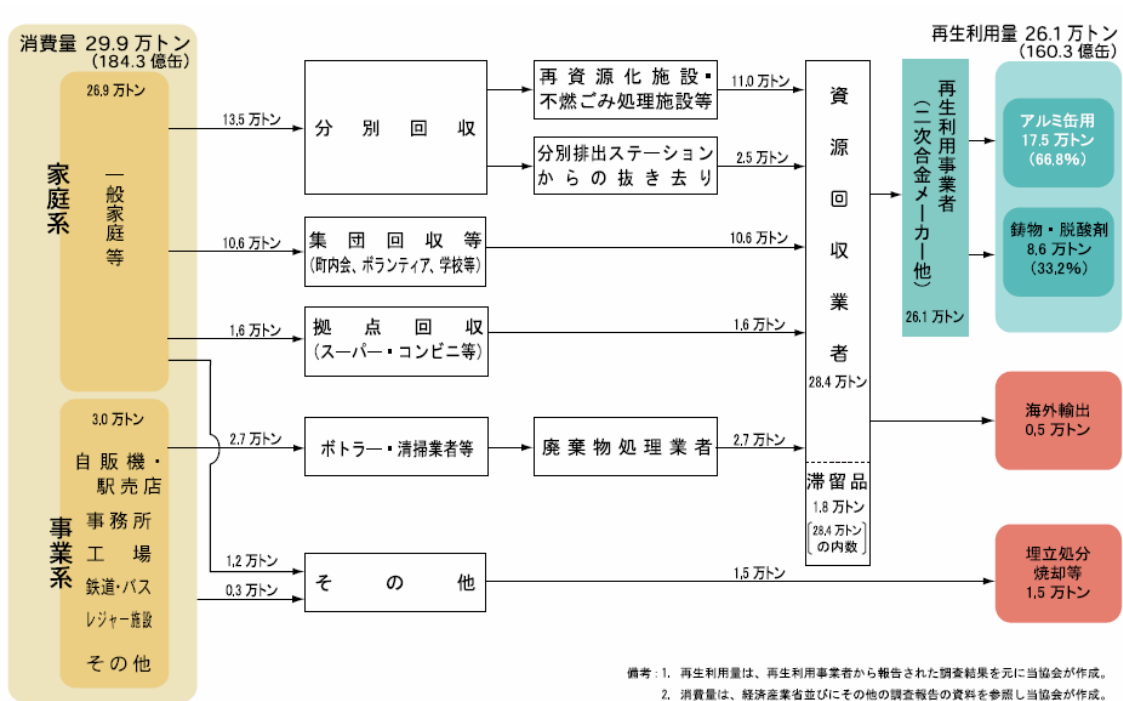 消費量 29.9 万トン
(184.3 億缶)
家庭系
26.9 万トン
一般家庭等
事業系
3.0 万トン
自販機・
駅売店
事務所
工場
鉄道・バス
レジャー施設
その他
13.5 万トン
分別回収
再資源化施設・
不燃ごみ処理施設等
11.0 万トン
分別排出ステーション
からの抜き去り
2.5 万トン
10.6 万トン
集団回収等
(町内会、ボランティア、学校等)
10.6 万トン
1.6 万トン
拠点回収
(スーパー・コンビニ等)
1.6 万トン
2.7 万トン
ボトラー・清掃業者等
廃棄物処理業者
2.7 万トン
1.2 万トン
0.3 万トン
その他
1.5 万トン
資源回収業者
28.4 万トン
滞留品
1.8 万トン
[28.4 万トン
の内数]
再生利用事業者
(二次合金メーカー他)
26.1 万トン
再生利用量 26.1 万トン
(160.3 億缶)
アルミ缶用
17.5 万トン
(66.8%)
鋳物・脱酸剤
8.6 万トン
(33.2%)
海外輸出
0.5 万トン
埋立処分
焼却等
1.5 万トン
備考:1. 再生利用量は、再生利用事業者から報告された調査結果を元に当協会が作成。
2. 消費量は、経済産業省並びにその他の調査報告の資料を参照し当協会が作成。